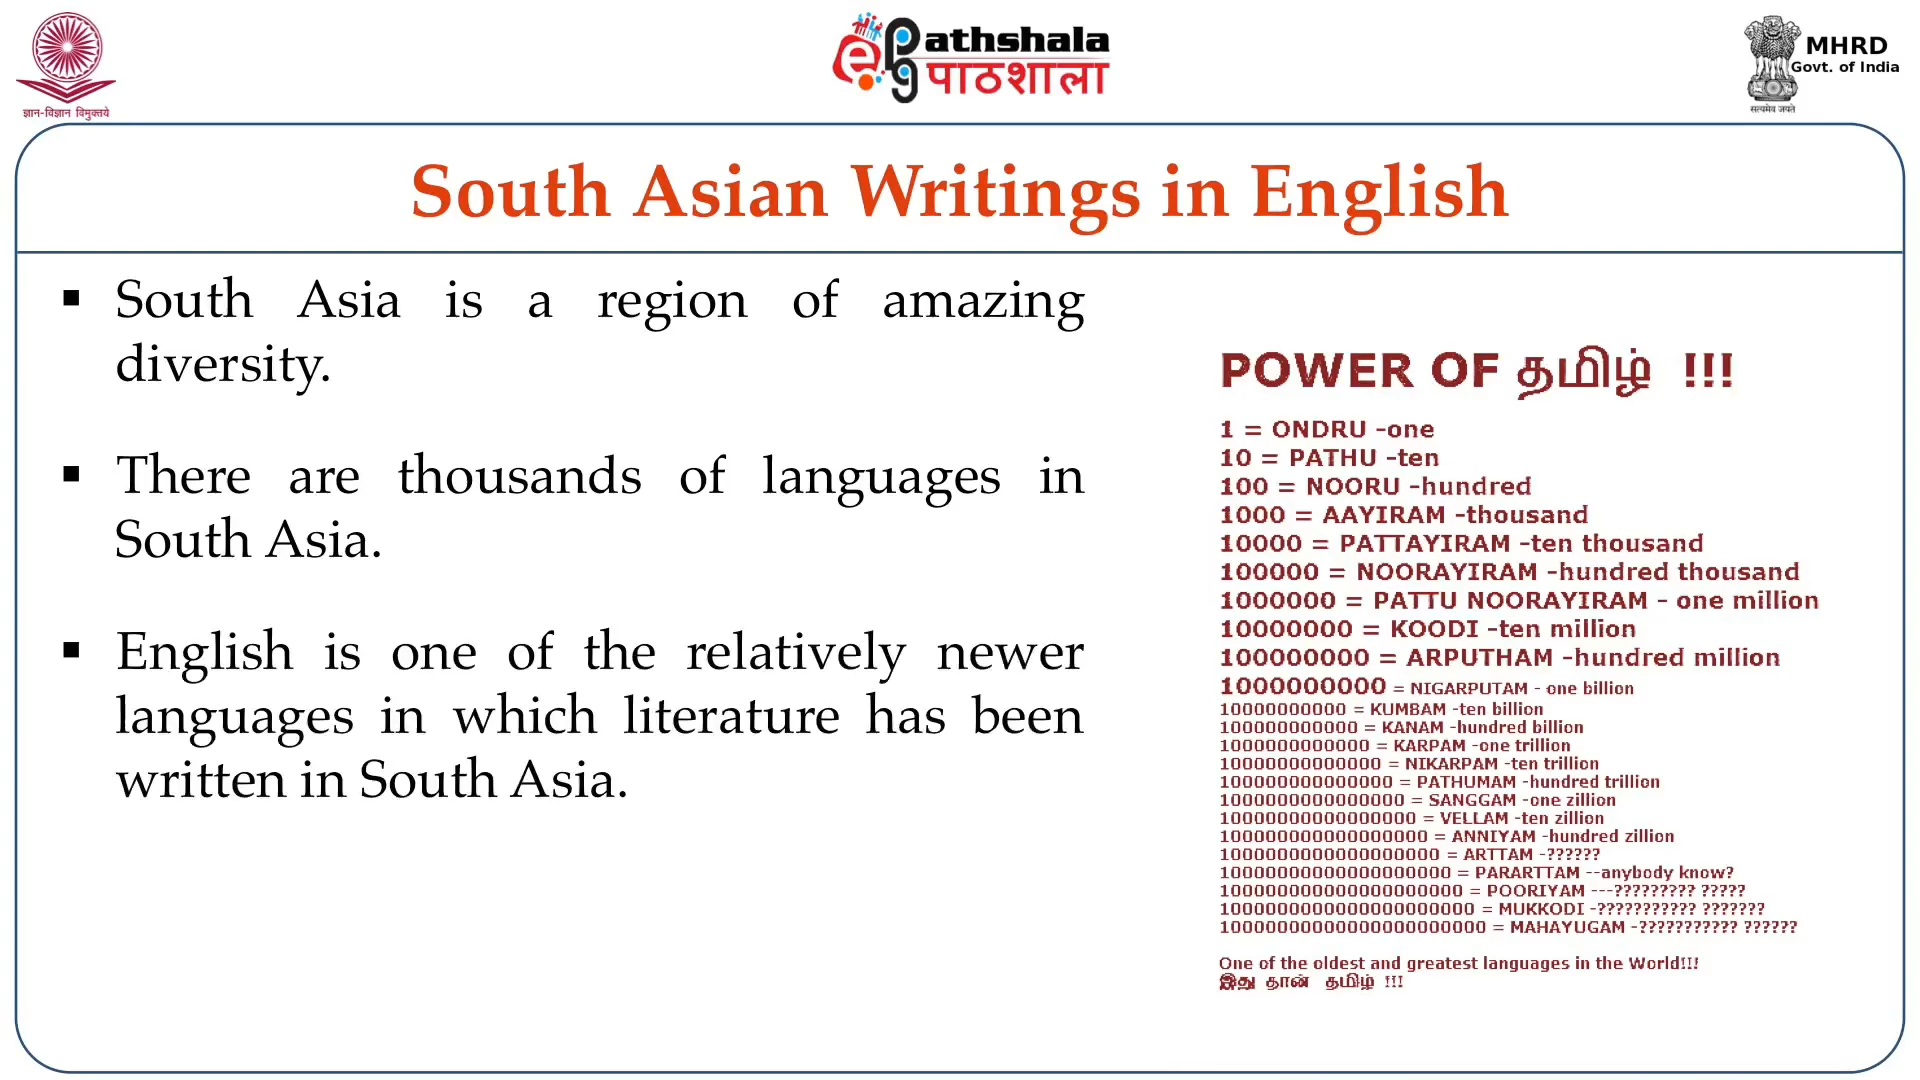 ज्ञान-विज्ञान विमुक्तये
ePG Pathshala
पाठशाला
MHRD
Govt. of India
सत्यमेव जयते
South Asian Writings in English
▪ South Asia is a region of amazing
diversity.
▪ There are thousands of languages in
South Asia.
▪ English is one of the relatively newer
languages in which literature has been
written in South Asia.
POWER OF தமிழ் !!!
1 = ONDRU -one
10 = PATHU -ten
100 = NOORU -hundred
1000 = AAYIRAM -thousand
10000 = PATTAYIRAM -ten thousand
100000 = NOORAYIRAM -hundred thousand
1000000 = PATTU NOORAYIRAM - one million
10000000 = KOODI -ten million
100000000 = ARPUTHAM -hundred million
1000000000 = NIGARPUTAM - one billion
10000000000 = KUMBAM -ten billion
100000000000 = KANAM -hundred billion
1000000000000 = KARPAM -one trillion
10000000000000 = NIKARPAM -ten trillion
100000000000000 = PATHUMAM -hundred trillion
1000000000000000 = SANGGAM -one zillion
10000000000000000 = VELLAM -ten zillion
100000000000000000 = ANNIYAM -hundred zillion
1000000000000000000 = ARTTAM -??????
10000000000000000000 = PARARTTAM --anybody know?
100000000000000000000 = POORIYAM ---????????? ?????
1000000000000000000000 = MUKKODI -??????????? ???????
10000000000000000000000 = MAHAYUGAM -??????????? ??????
One of the oldest and greatest languages in the World!!!
இது தான் தமிழ் !!!